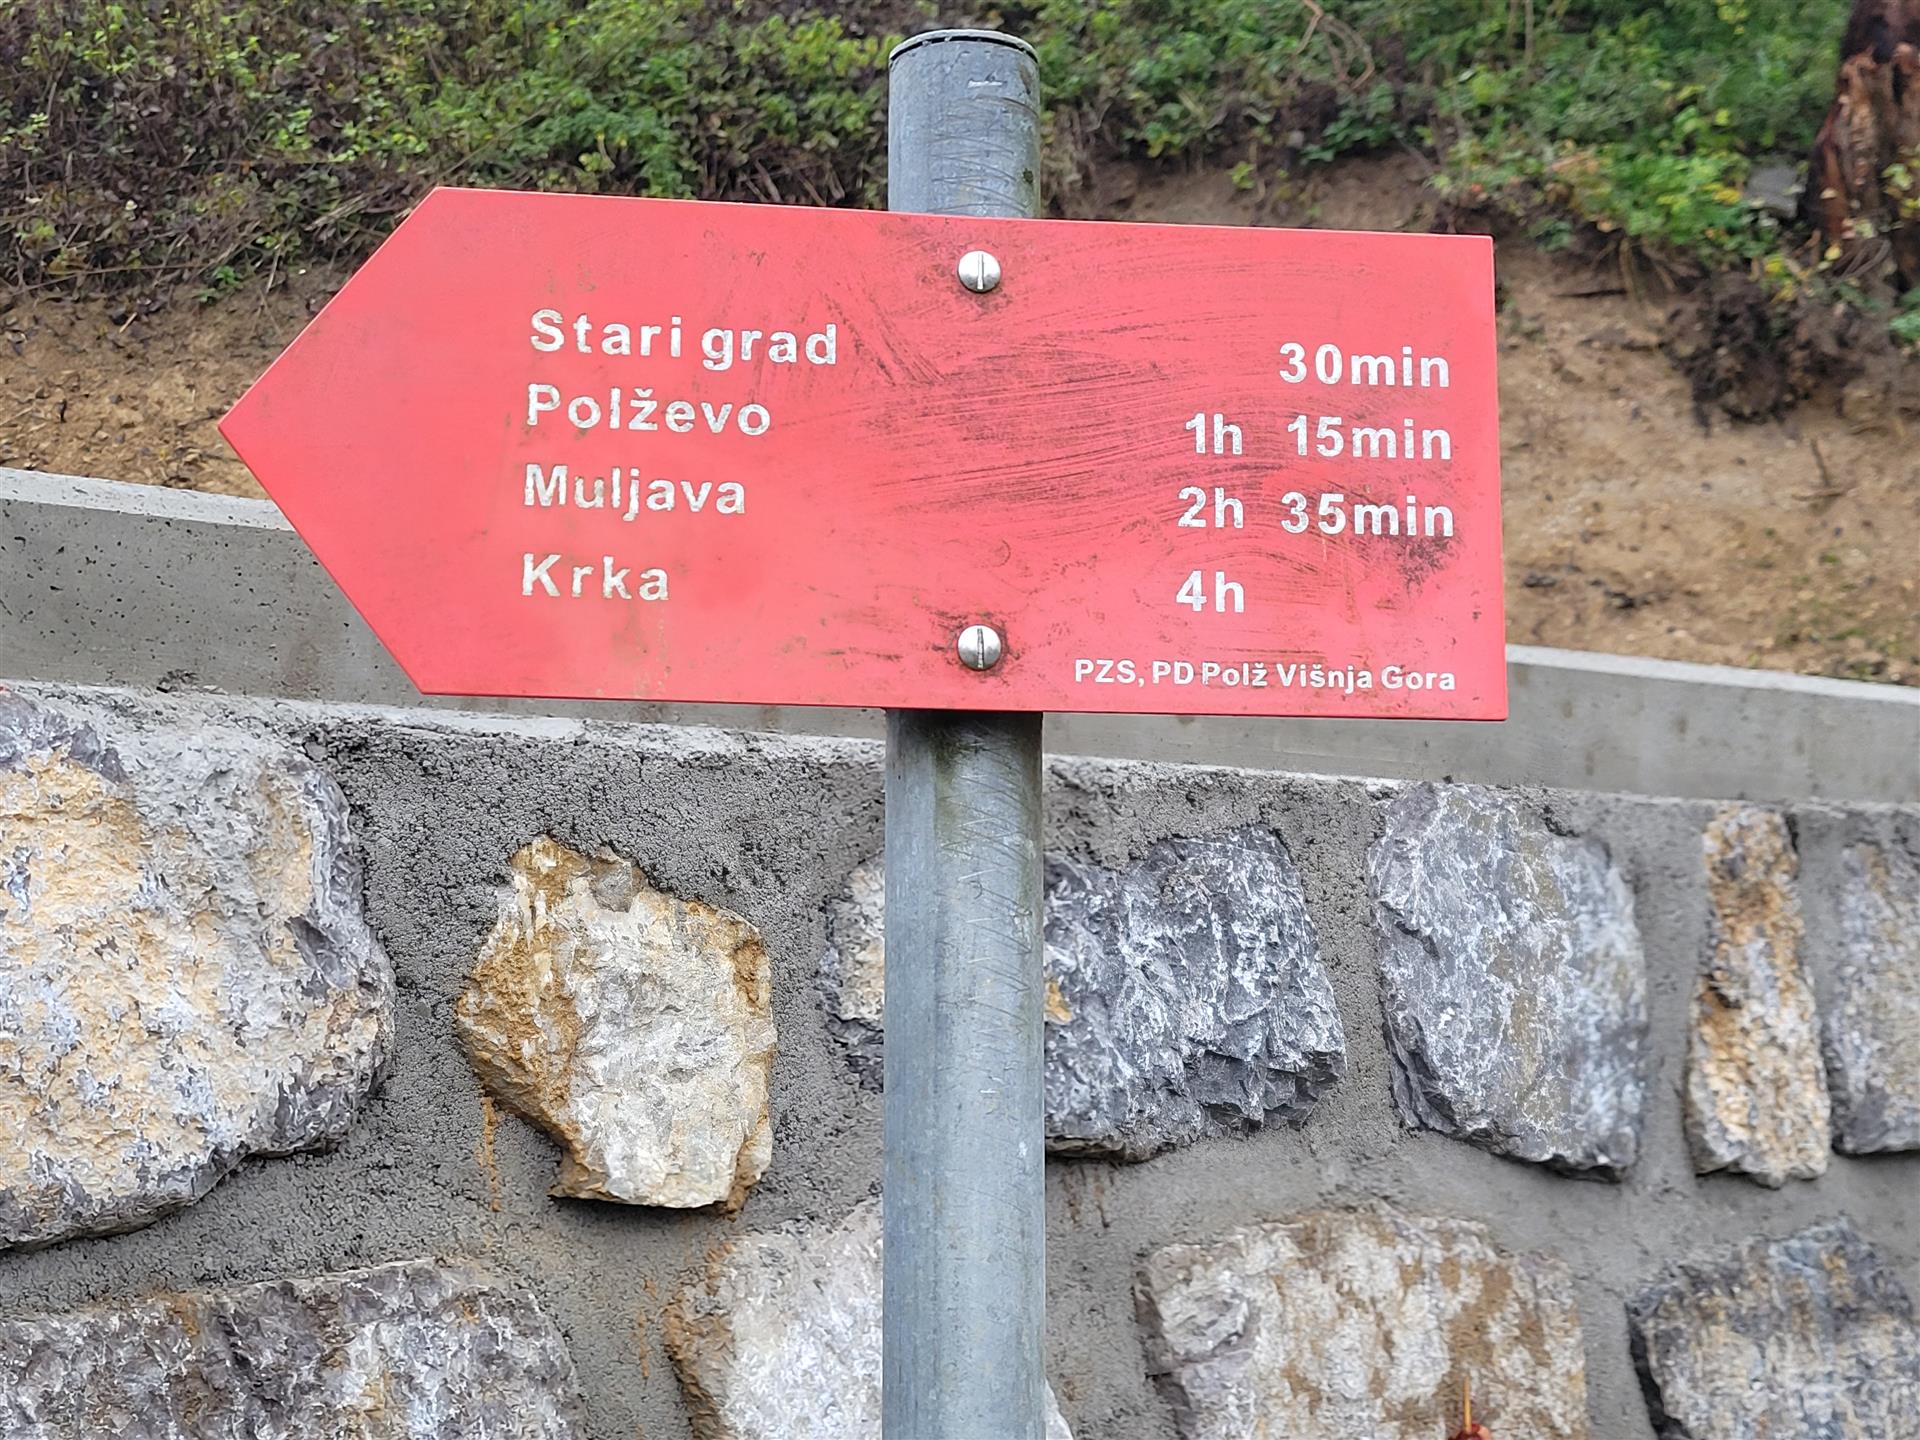 Stari grad 30min
Polževo 1h 15min
Muljava 2h 35min
Krka 4h
PZS, PD Polž Višnja Gora